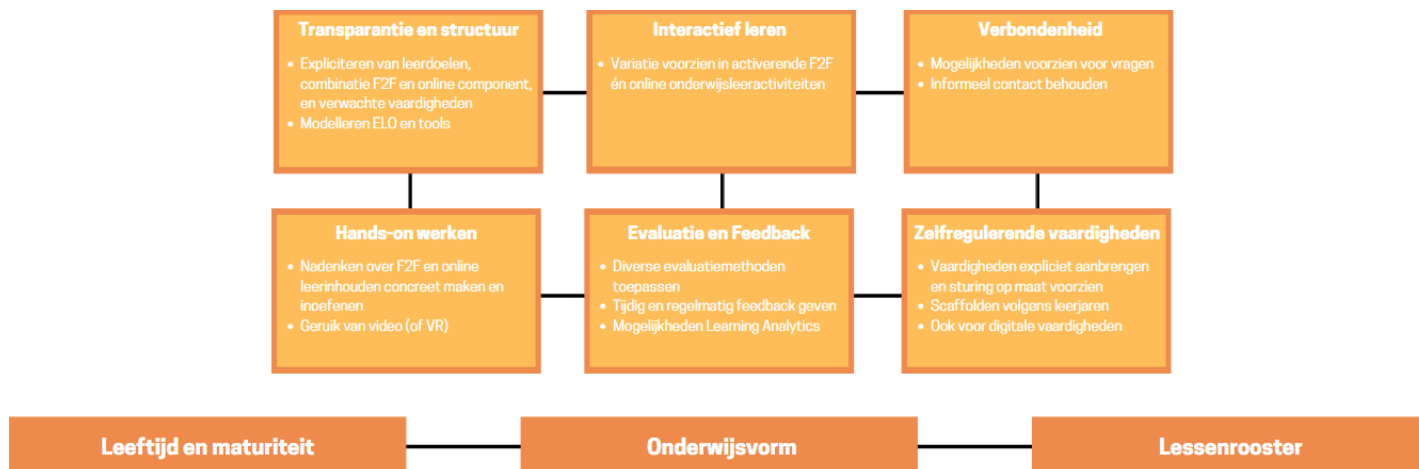 Transparantie en structuur
• Expliciteren van leerdoelen,
combinatie F2F en online component,
en verwachte vaardigheden
• Modelleren ELO en tools
Interactief leren
• Variatie voorzien in activerende F2F
én online onderwijsleeractiviteiten
Verbondenheid
• Mogelijkheden voorzien voor vragen
• Informeel contact behouden
Hands-on werken
• Nadenken over F2F en online
leerinhouden concreet maken en
inoefenen
• Geruik van video (of VR)
Evaluatie en Feedback
• Diverse evaluatiemethoden
toepassen
• Tijdig en regelmatig feedback geven
• Mogelijkheden Learning Analytics
Zelfregulerende vaardigheden
• Vaardigheden expliciet aanbrengen
en sturing op maat voorzien
• Scaffolden volgens leerjaren
• Ook voor digitale vaardigheden
Leeftijd en maturiteit
Onderwijsvorm
Lessenrooster